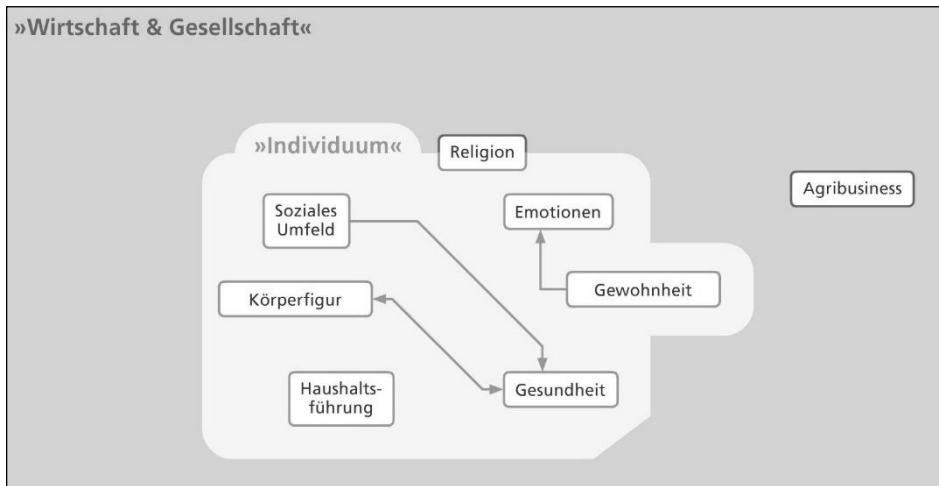 »Wirtschaft & Gesellschaft«
»Individuum«
Religion
Agribusiness
Soziales
Umfeld
Emotionen
Gewohnheit
Körperfigur
Haushalts-
führung
Gesundheit